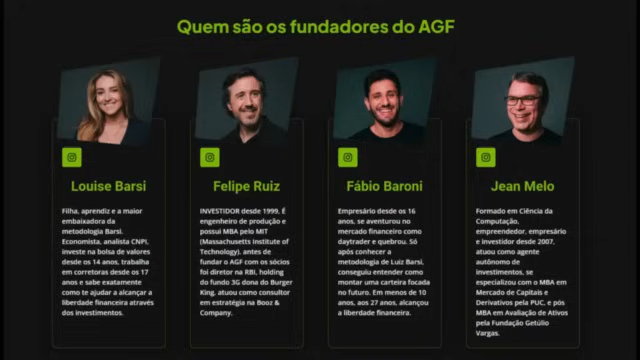 Quem são os fundadores do AGF
Louise Barsi
Filha, aprendiz e a maior
embaixadora da
metodologia Barsi.
Economista, analista CNPI,
investe na bolsa de valores
desde os 14 anos, trabalha
em corretoras desde os 17
anos e sabe exatamente
como te ajudar a alcançar a
liberdade financeira através
dos investimentos.
Felipe Ruiz
INVESTIDOR desde 1999, É
engenheiro de produção e
possui MBA pelo MIT
(Massachusetts Institute of
Technology). antes de
fundar o AGF com os sócios
foi diretor na RBI, holding
do fundo 3G dona do Burger
King, atuou como consultor
em estratégia na Booz &
Company.
Fábio Baroni
Empresário desde os 16
anos, se aventurou no
mercado financeiro como
daytrader e quebrou. Só
após conhecer a
metodologia de Luiz Barsi,
conseguiu entender como
montar uma carteira focada
no futuro. Em menos de 10
anos, aos 27 anos, alcançou
a liberdade financeira.
Jean Melo
Formado em Ciência da
Computação,
empreendedor, empresário
e investidor desde 2007,
atuou como agente
autônomo de
investimentos, se
especializou com o MBA em
Mercado de Capitais e
Derivativos pela PUC, e pós
MBA em Avaliação de Ativos
pela Fundação Getúlio
Vargas.